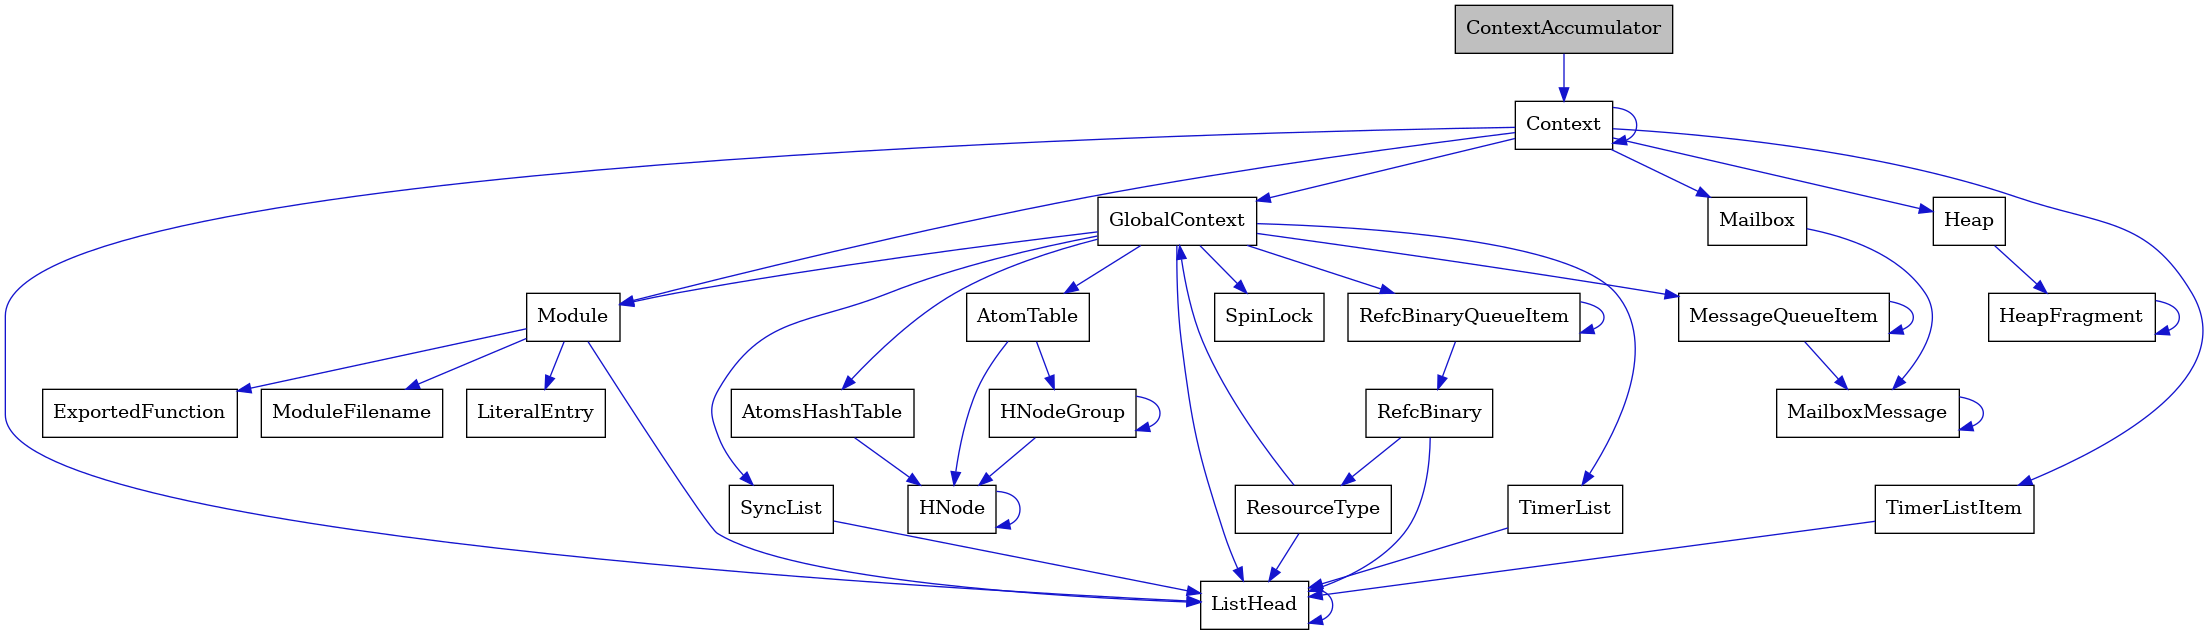 ContextAccumulator
Context
GlobalContext
Mailbox
Heap
Module
AtomTable
SpinLock
RefcBinaryQueueItem
MessageQueueItem
HeapFragment
ExportedFunction
ModuleFilename
LiteralEntry
AtomsHashTable
HNodeGroup
RefcBinary
MailboxMessage
SyncList
HNode
ResourceType
TimerList
TimerListItem
ListHead